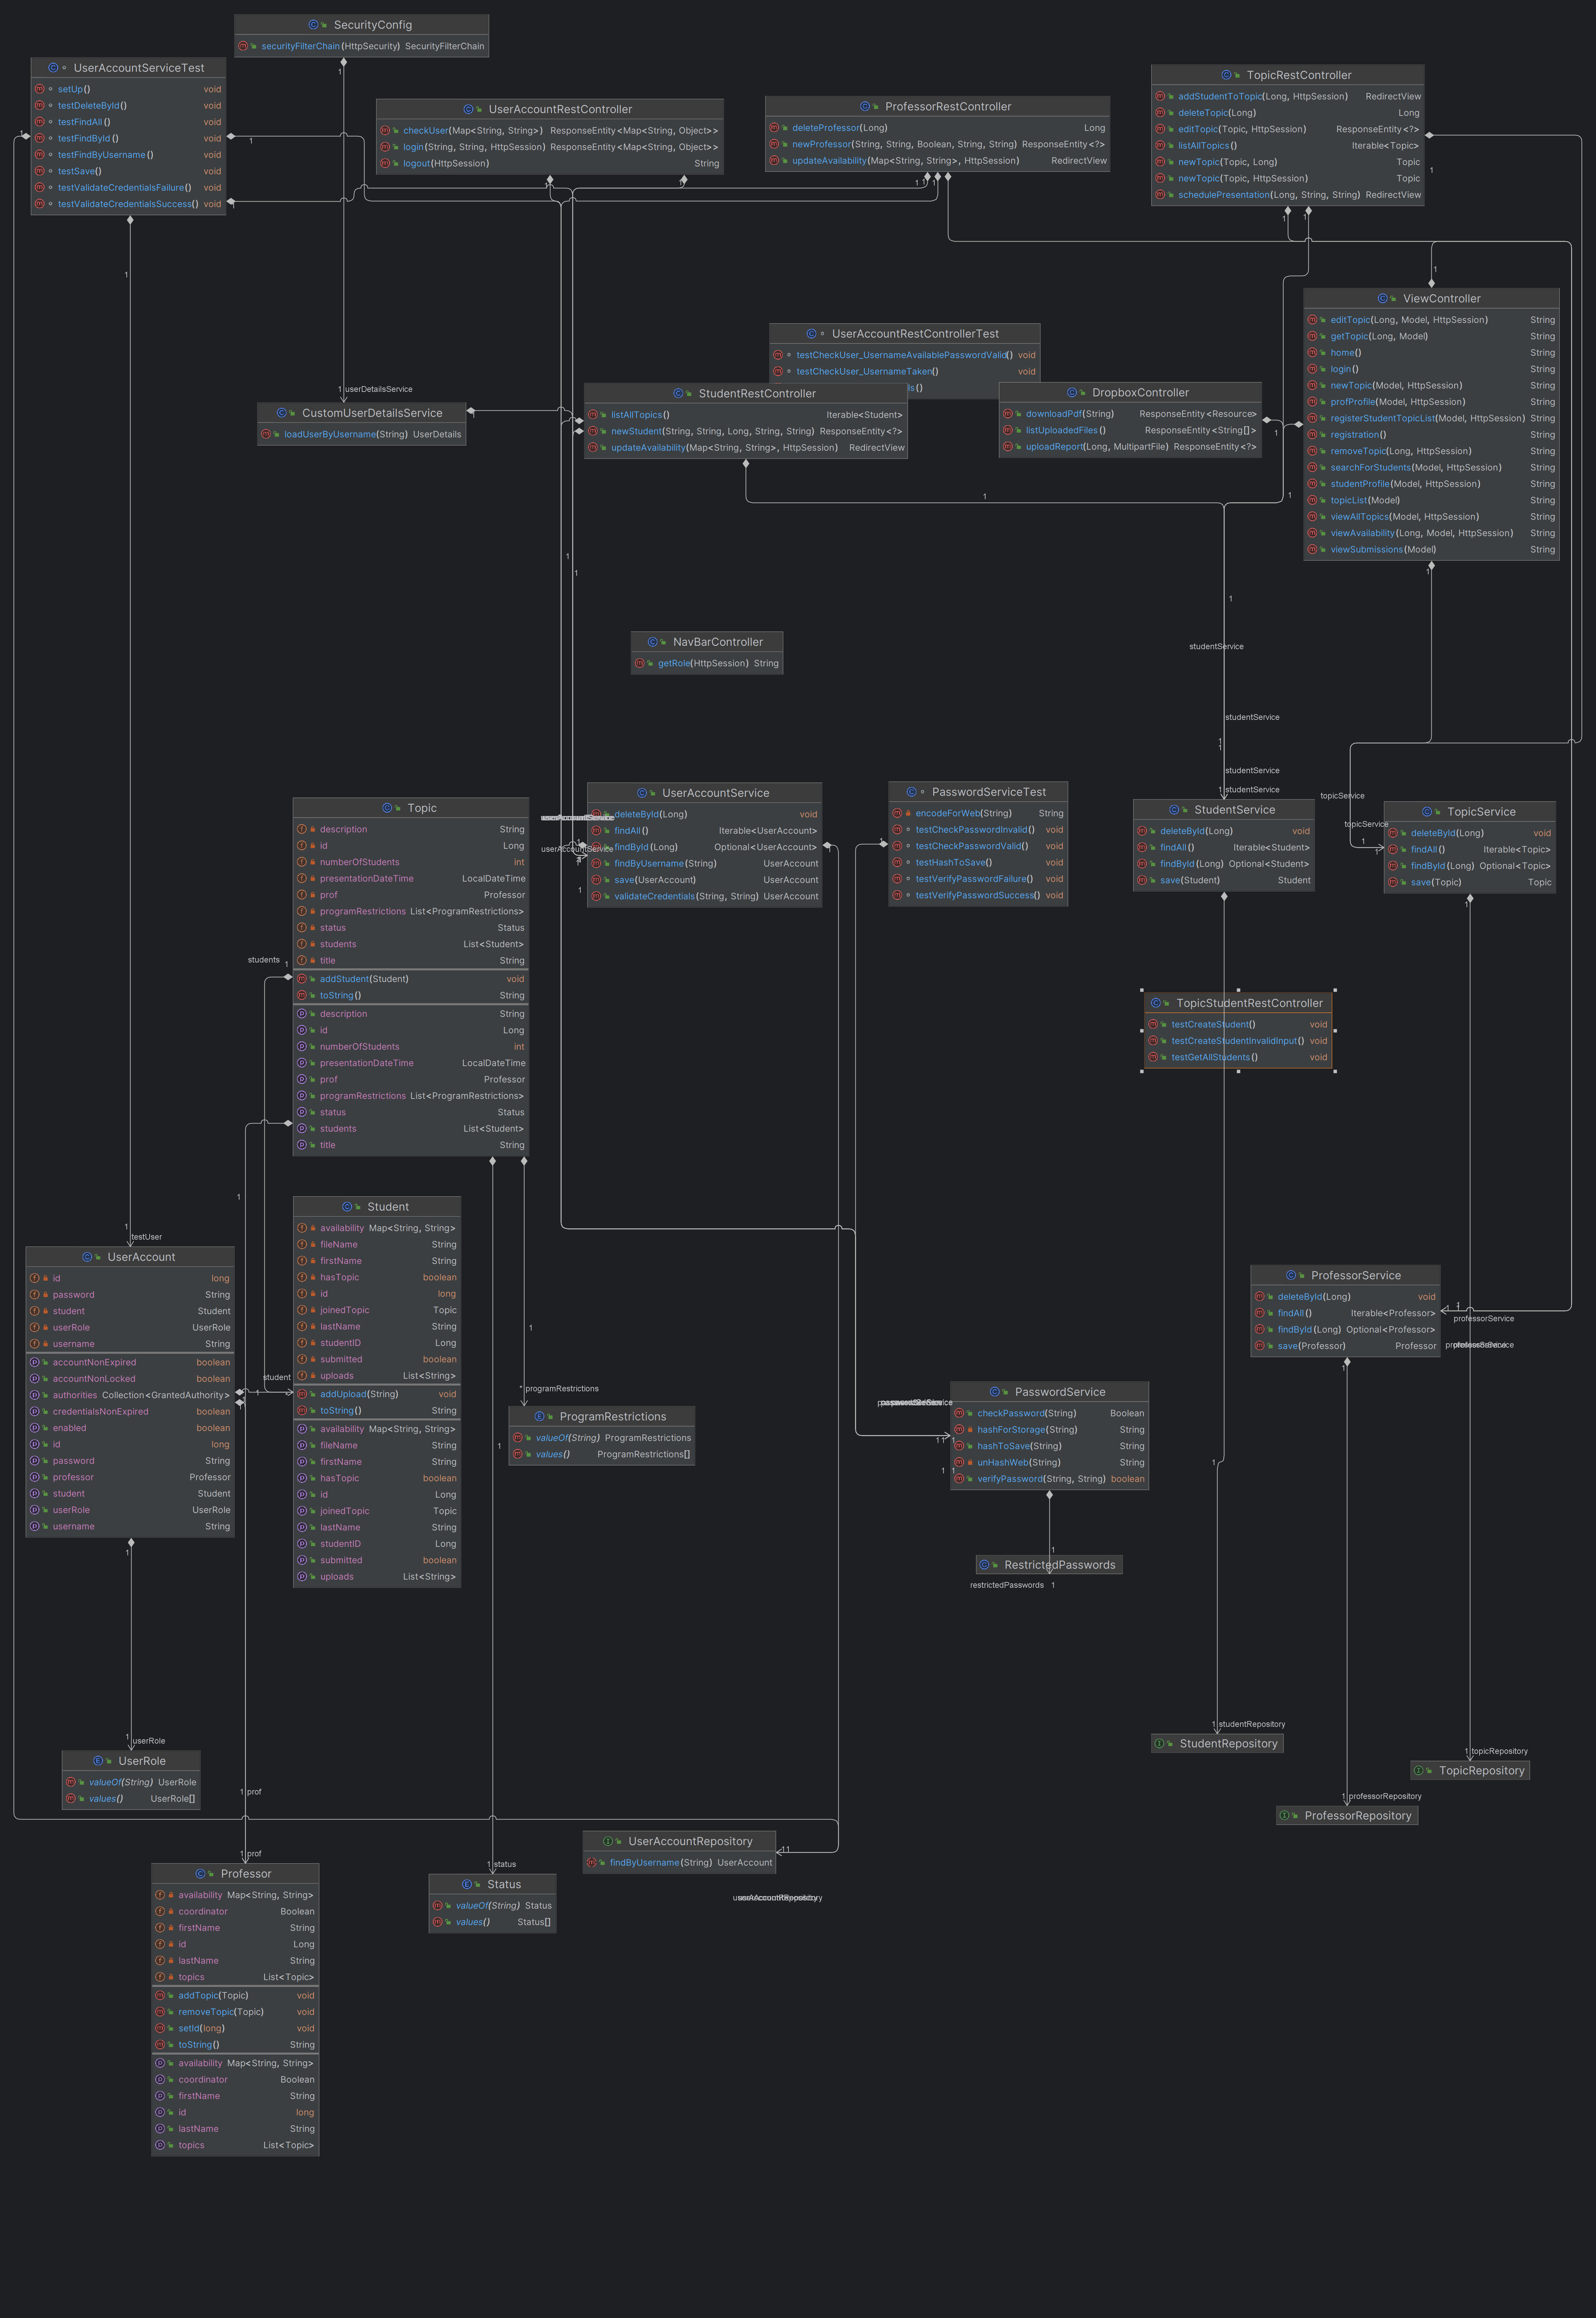 SecurityConfig
securityFilterChain(HttpSecurity) SecurityFilterChain
UserAccountServiceTest
setUp() void
testDeleteById() void
testFindAll() void
testFindById() void
testFindByUsername() void
testSave() void
testValidateCredentialsFailure() void
testValidateCredentialsSuccess() void
UserAccountRestController
checkUser(Map<String, String>) ResponseEntity<Map<String, Object>>
login(String, String, HttpSession) ResponseEntity<Map<String, Object>>
logout(HttpSession) String
ProfessorRestController
deleteProfessor(Long) Long
newProfessor(String, String, Boolean, String, String) ResponseEntity<?>
updateAvailability(Map<String, String>, HttpSession) RedirectView
TopicRestController
addStudentToTopic(Long, HttpSession) RedirectView
deleteTopic(Long) Long
editTopic(Topic, HttpSession) ResponseEntity<?>
listAllTopics() Iterable<Topic>
newTopic(Topic, Long) Topic
newTopic(Topic, HttpSession) Topic
schedulePresentation(Long, String, String) RedirectView
ViewController
editTopic(Long, Model, HttpSession) String
getTopic(Long, Model) String
home() String
login() String
newTopic(Model, HttpSession) String
profProfile(Model, HttpSession) String
registerStudentTopicList(Model, HttpSession) String
registration() String
removeTopic(Long, HttpSession) String
searchForStudents(Model, HttpSession) String
studentProfile(Model, HttpSession) String
topicList(Model) String
viewAllTopics(Model, HttpSession) String
viewAvailability(Long, Model, HttpSession) String
viewSubmissions(Model) String
UserAccountRestControllerTest
testCheckUser_UsernameAvailablePasswordValid() void
testCheckUser_UsernameTaken() void
ls()
1 userDetailsService
CustomUserDetailsService
loadUserByUsername(String) UserDetails
StudentRestController
listAllTopics() Iterable<Student>
newStudent(String, String, Long, String, String) ResponseEntity<?>
updateAvailability(Map<String, String>, HttpSession) RedirectView
DropboxController
downloadPdf(String) ResponseEntity<Resource>
listUploadedFiles() ResponseEntity<String[]>
uploadReport(Long, MultipartFile) ResponseEntity<?>
NavBarController
getRole(HttpSession) String
studentService
studentService
studentService
1 studentService
Topic
description String
id Long
numberOfStudents int
presentationDateTime LocalDateTime
prof Professor
programRestrictions List<ProgramRestrictions>
status Status
students List<Student>
title String
addStudent(Student) void
toString() String
description String
id Long
numberOfStudents int
presentationDateTime LocalDateTime
prof Professor
programRestrictions List<ProgramRestrictions>
status Status
students List<Student>
title String
students 1
UserAccountService
deleteById(Long) void
findAll() Iterable<UserAccount>
findById(Long) Optional<UserAccount>
findByUsername(String) UserAccount
save(UserAccount) UserAccount
validateCredentials(String, String) UserAccount
userAccountService
PasswordServiceTest
encodeForWeb(String) String
testCheckPasswordInvalid() void
testCheckPasswordValid() void
testHashToSave() void
testVerifyPasswordFailure() void
testVerifyPasswordSuccess() void
StudentService
deleteById(Long) void
findAll() Iterable<Student>
findById(Long) Optional<Student>
save(Student) Student
topicService
topicService
TopicService
deleteById(Long) void
findAll() Iterable<Topic>
findById(Long) Optional<Topic>
save(Topic) Topic
TopicStudentRestController
testCreateStudent() void
testCreateStudentInvalidInput() void
testGetAllStudents() void
1 testUser
UserAccount
id long
password String
student Student
userRole UserRole
username String
accountNonExpired boolean
accountNonLocked boolean
authorities Collection<GrantedAuthority>
credentialsNonExpired boolean
enabled boolean
id long
password String
professor Professor
student Student
userRole UserRole
username String
student
Student
availability Map<String, String>
fileName String
firstName String
hasTopic boolean
id long
joinedTopic Topic
lastName String
studentID Long
submitted boolean
uploads List<String>
addUpload(String) void
toString() String
availability Map<String, String>
fileName String
firstName String
hasTopic boolean
id Long
joinedTopic Topic
lastName String
studentID Long
submitted boolean
uploads List<String>
* programRestrictions
ProgramRestrictions
valueOf(String) ProgramRestrictions
values() ProgramRestrictions[]
ProfessorService
deleteById(Long) void
findAll() Iterable<Professor>
findById(Long) Optional<Professor>
save(Professor) Professor
professorService
professorService
PasswordService
checkPassword(String) Boolean
hashForStorage(String) String
hashToSave(String) String
unHashWeb(String) String
verifyPassword(String, String) boolean
RestrictedPasswords
restrictedPasswords 1
1 userRole
UserRole
valueOf(String) UserRole
values() UserRole[]
1 studentRepository
StudentRepository
1 topicRepository
TopicRepository
1 professorRepository
ProfessorRepository
1 prof
1 prof
Professor
availability Map<String, String>
coordinator Boolean
firstName String
id Long
lastName String
topics List<Topic>
addTopic(Topic) void
removeTopic(Topic) void
setId(long) void
toString() String
availability Map<String, String>
coordinator Boolean
firstName String
id long
lastName String
topics List<Topic>
1 status
Status
valueOf(String) Status
values() Status[]
UserAccountRepository
findByUsername(String) UserAccount